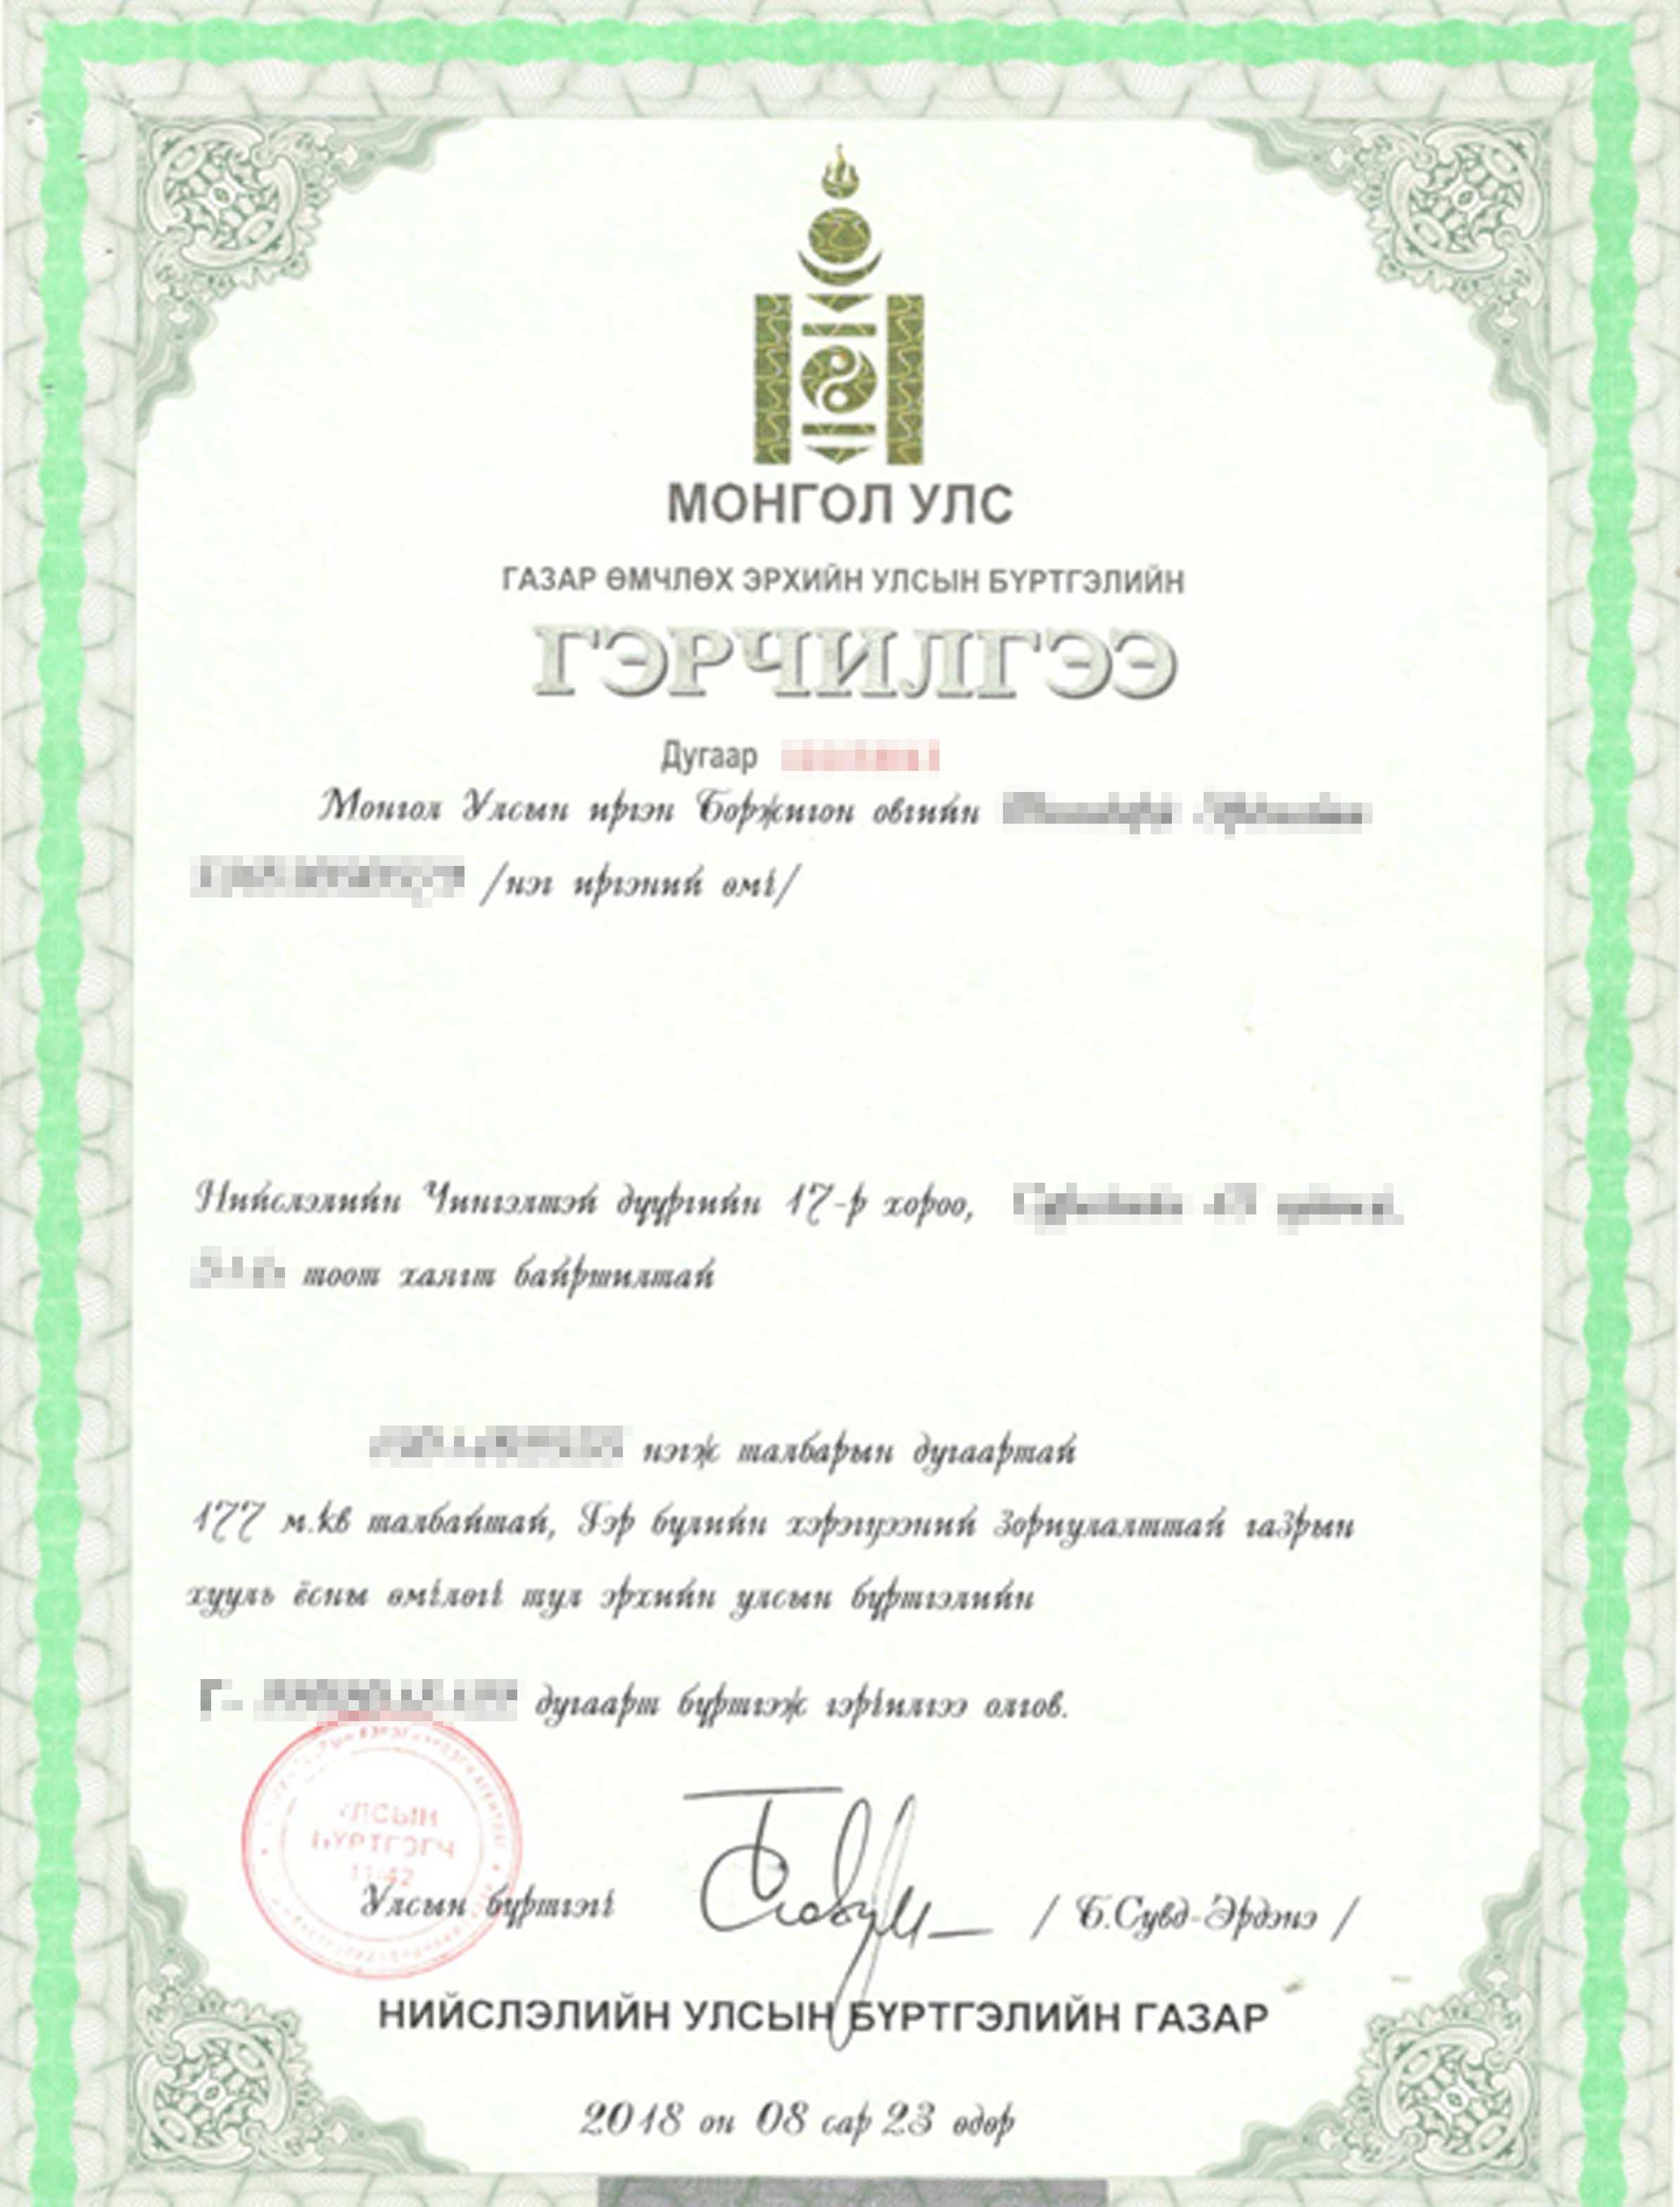 МОНГОЛ УЛС
ГАЗАР ӨМЧЛӨХ ЭРХИЙН УЛСЫН БҮРТГЭЛИЙН
ГЭРЧИЛГЭЭ
Дугаар
Монгол Улсын иргэн Боржигон овгийн
/нэг иргэний өмч/
Нийслэлийн Чингэлтэй дүүргийн 17-р хороо,
тоот хаягт байршилтай
нэгж талбарын дугаартай
177 м.кв талбайтай, Гэр бүлийн хэрэгцээний зориулалттай газрын
хууль ёсны өмчлөгч тул эрхийн улсын бүртгэлийн
Г-
дугаарт бүртгэж гэрчилгээ олгов.
УЛСЫН
БҮРТГЭГЧ
Улсын бүртгэгч / Б.Сувд-Эрдэнэ /
НИЙСЛЭЛИЙН УЛСЫН БҮРТГЭЛИЙН ГАЗАР
2018 он 08 сар 23 өдөр